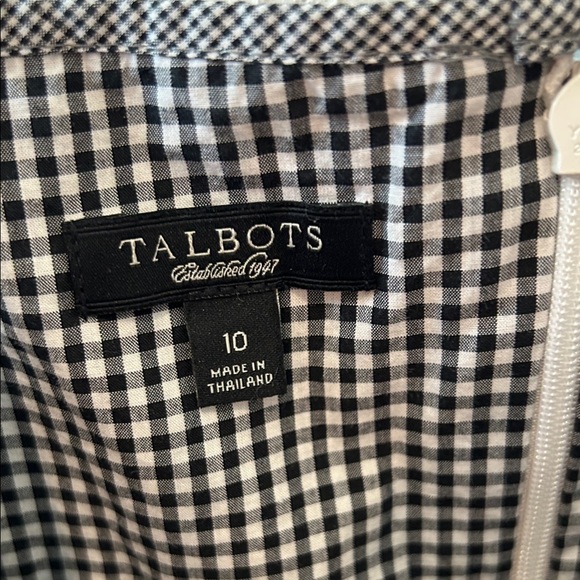 TALBOTS
Established 1947
10
MADE IN
THAILAND